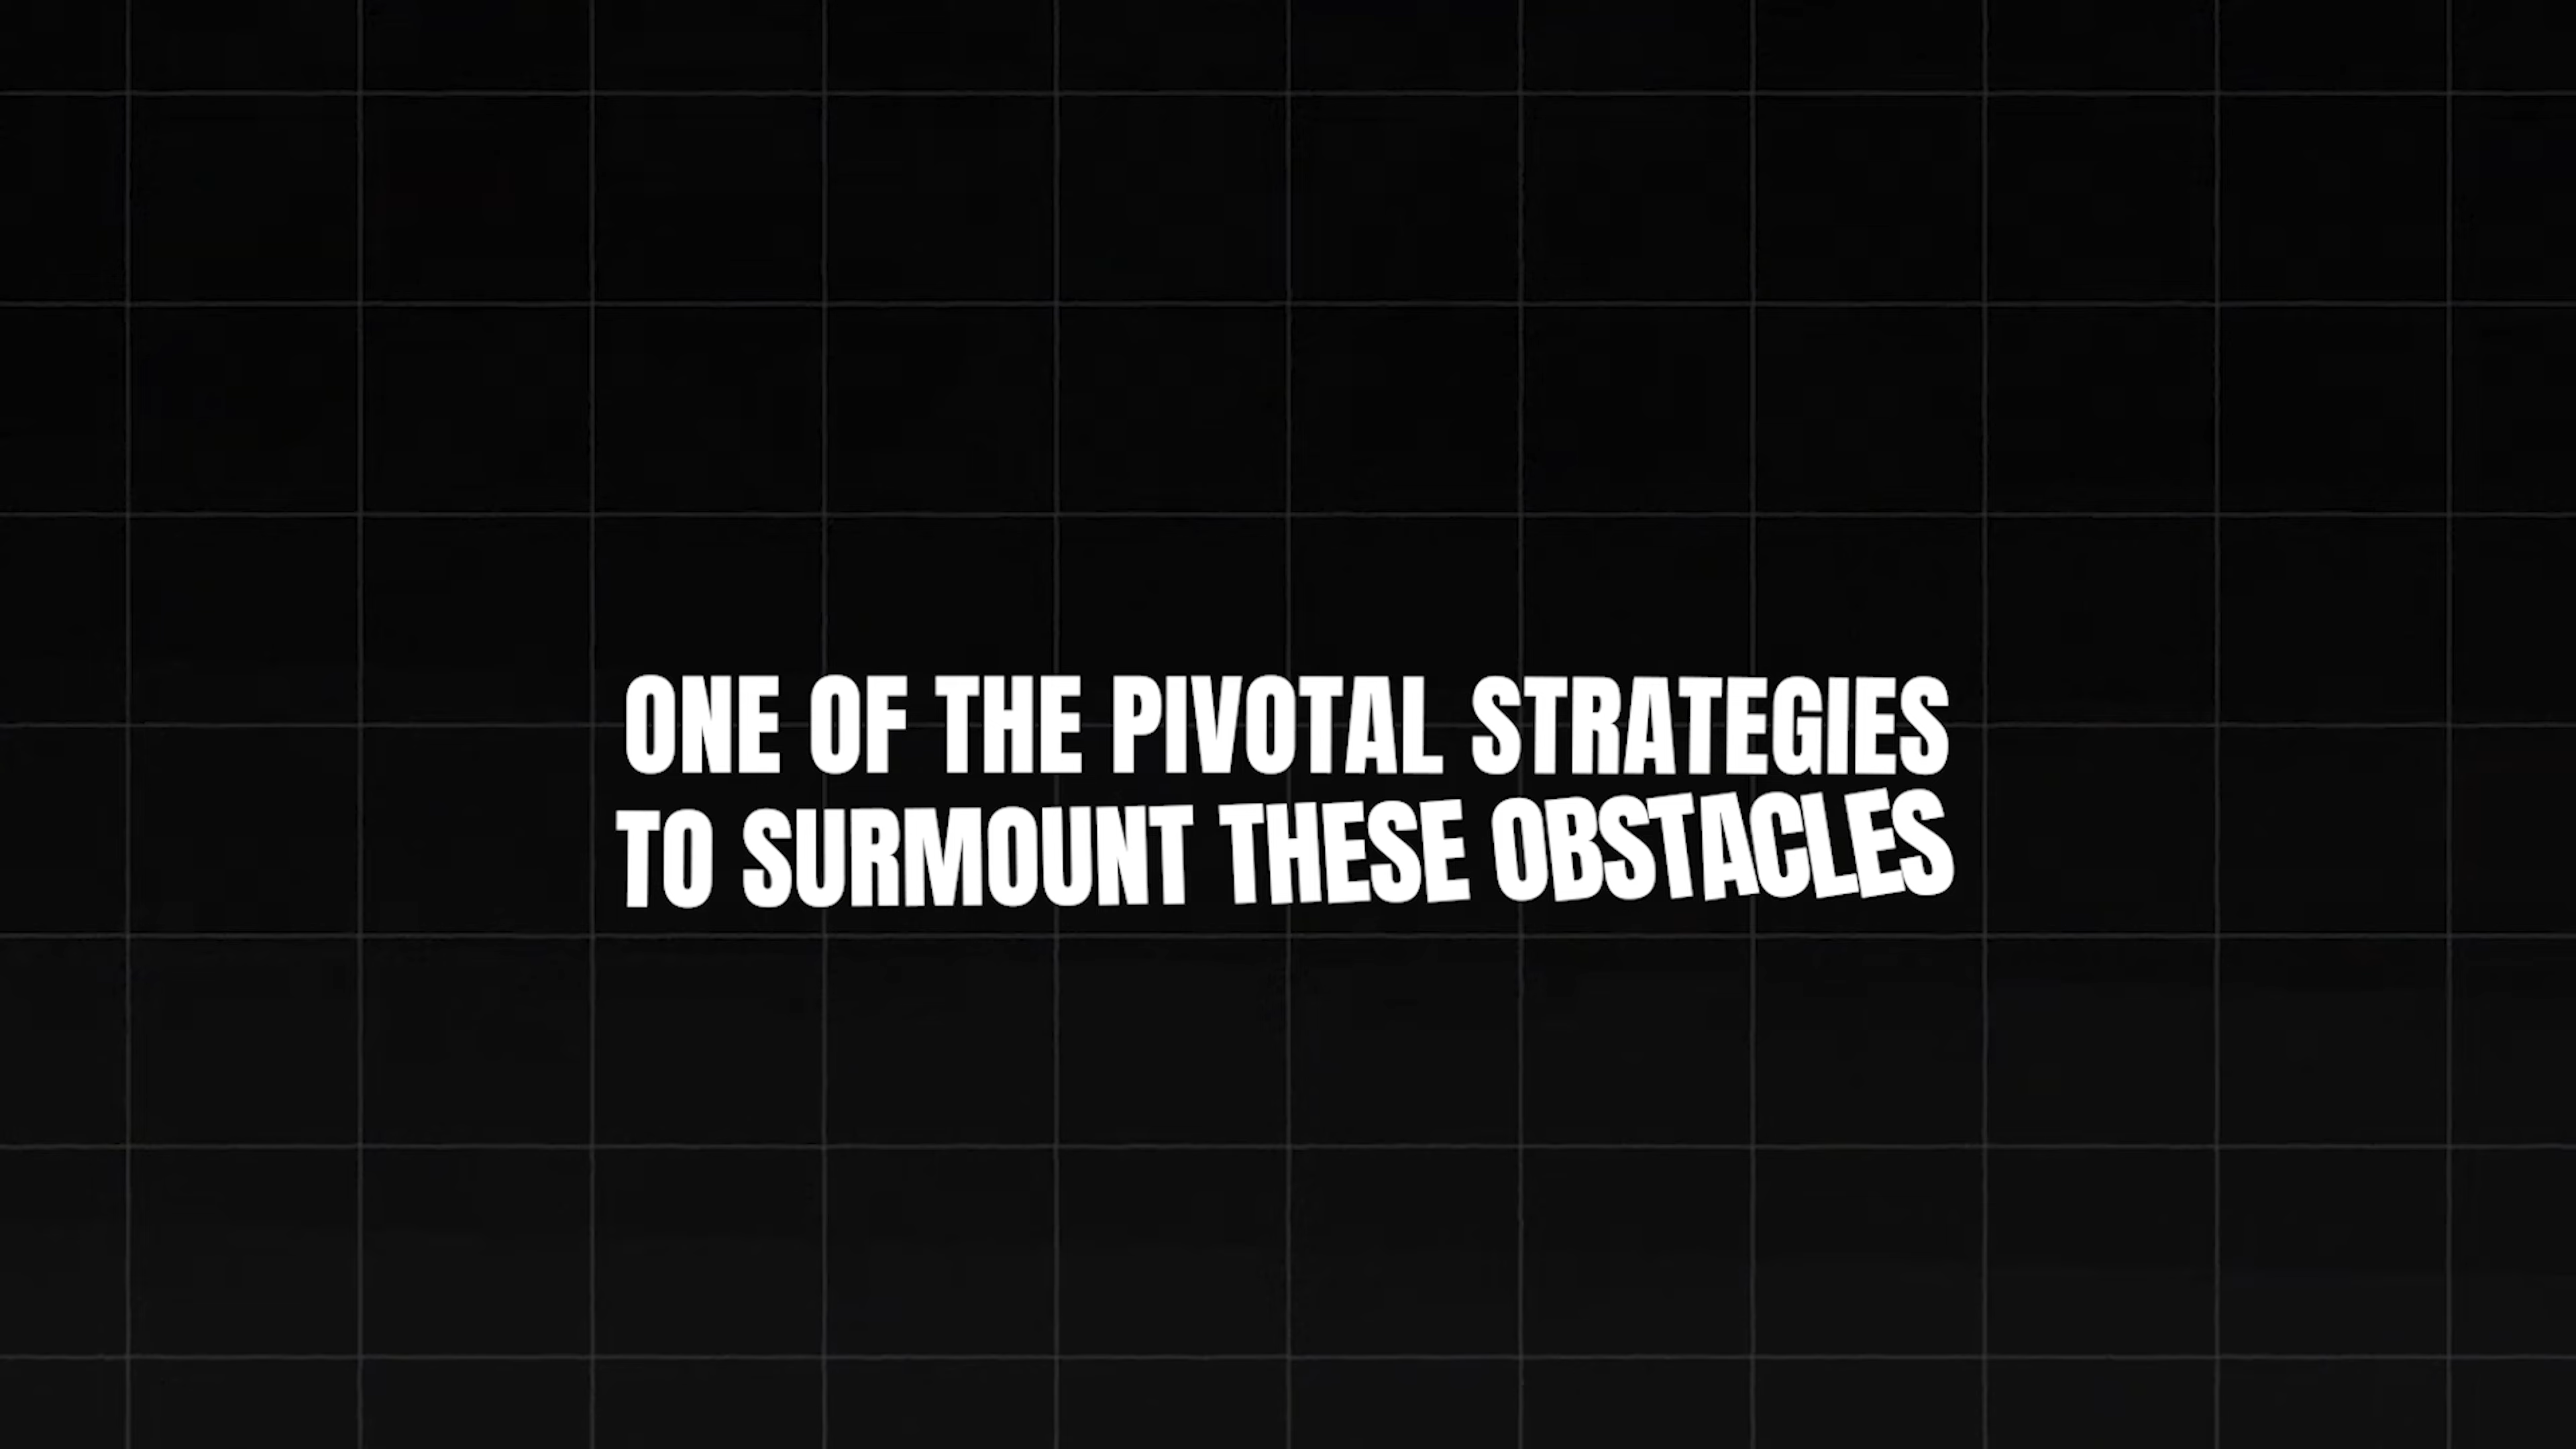 ONE OF THE PIVOTAL STRATEGIES
TO SURMOUNT THESE OBSTACLES